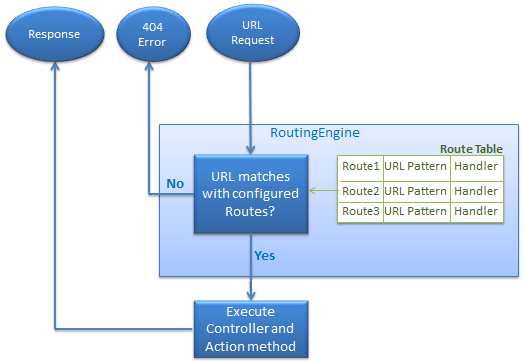 Response
404
Error
URL
Request
RoutingEngine
Route Table
Route1 URL Pattern Handler
Route2 URL Pattern Handler
Route3 URL Pattern Handler
URL matches
with configured
Routes?
No
Yes
Execute
Controller and
Action method